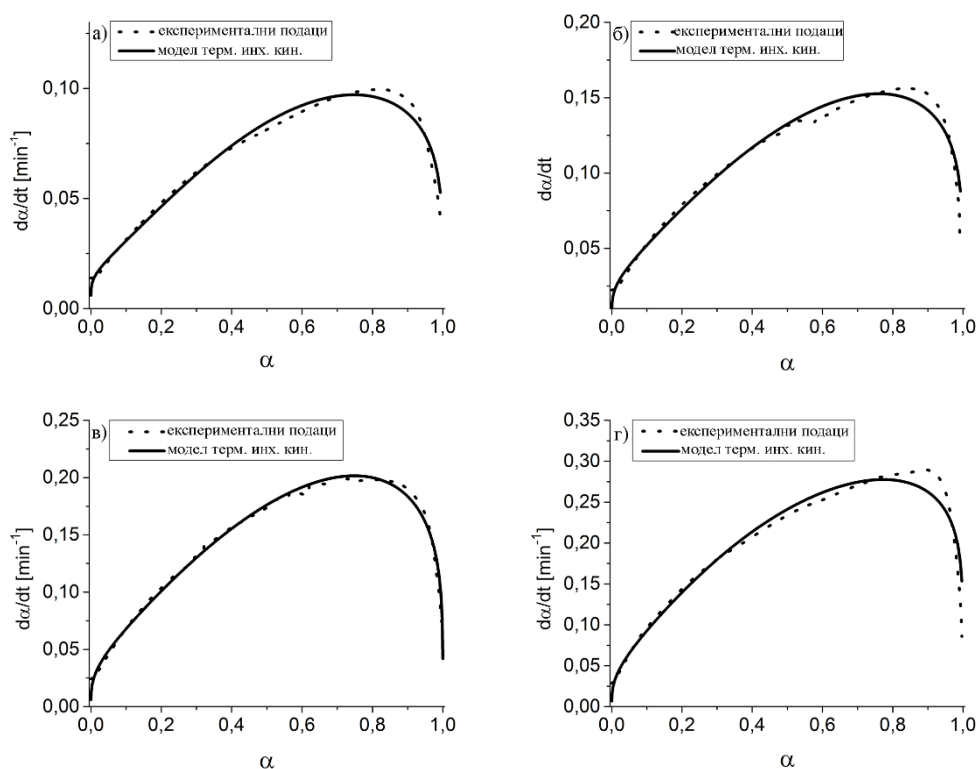 а)
експериментални подаци
модел терм. инх. кин.
0,10
0,05
0,00
dα/dt [min⁻¹]
0,0 0,2 0,4 0,6 0,8 1,0
α
б)
експериментални подаци
модел терм. инх. кин.
0,20
0,15
0,10
0,05
dα/dt
0,0 0,2 0,4 0,6 0,8 1,0
α
в)
експериментални подаци
модел терм. инх. кин.
0,25
0,20
0,15
0,10
0,05
0,00
dα/dt [min⁻¹]
0,0 0,2 0,4 0,6 0,8 1,0
α
г)
експериментални подаци
модел терм. инх. кин.
0,35
0,30
0,25
0,20
0,15
0,10
0,05
0,00
dα/dt [min⁻¹]
0,0 0,2 0,4 0,6 0,8 1,0
α